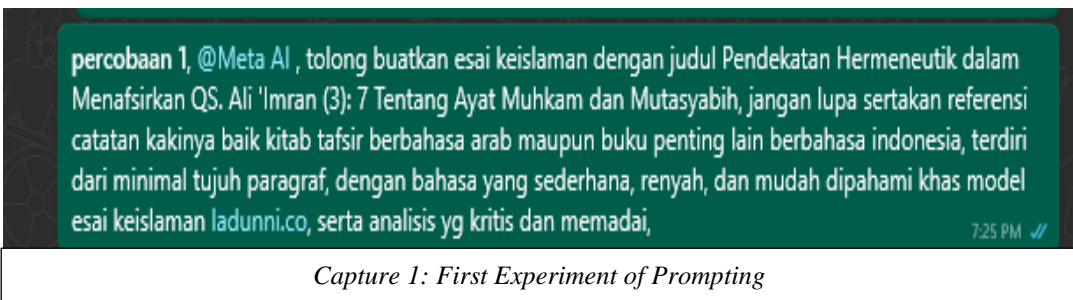 percobaan 1, @Meta AI , tolong buatkan esai keislaman dengan judul Pendekatan Hermeneutik dalam
Menafsirkan QS. Ali 'Imran (3): 7 Tentang Ayat Muhkam dan Mutasyabih, jangan lupa sertakan referensi
catatan kakinya baik kitab tafsir berbahasa arab maupun buku penting lain berbahasa indonesia, terdiri
dari minimal tujuh paragraf, dengan bahasa yang sederhana, renyah, dan mudah dipahami khas model
esai keislaman ladunni.co, serta analisis yg kritis dan memadai,
7:25 PM
Capture 1: First Experiment of Prompting